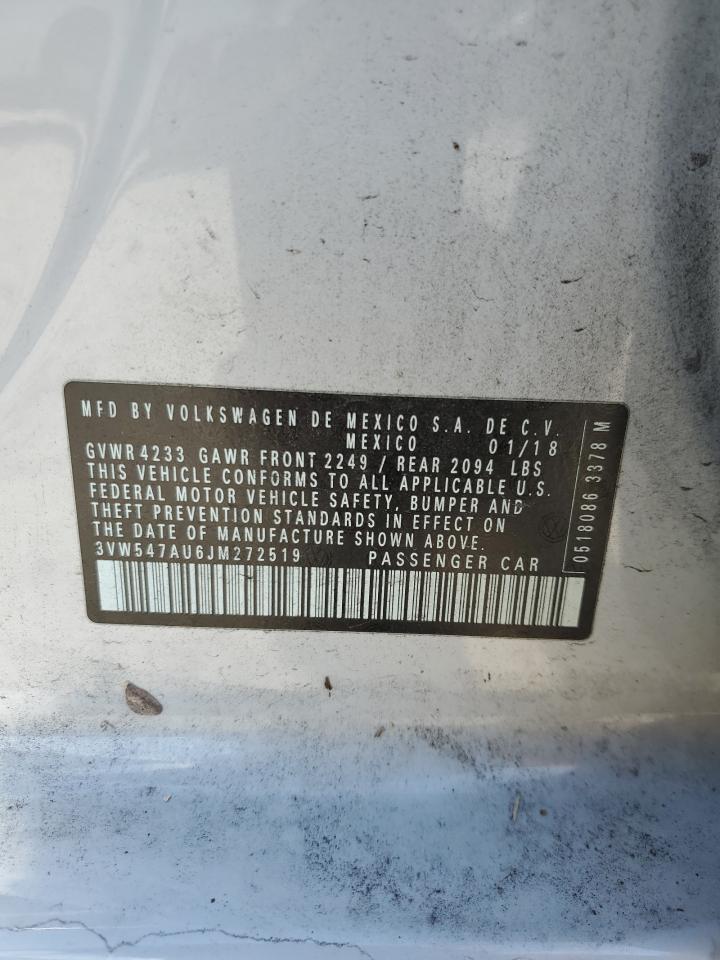 MFD BY VOLKSWAGEN DE MEXICO S.A. DE C.V.
MEXICO 01/18
GVWR 4233 GAWR FRONT 2249 / REAR 2094 LBS
THIS VEHICLE CONFORMS TO ALL APPLICABLE U.S.
FEDERAL MOTOR VEHICLE SAFETY, BUMPER AND
THEFT PREVENTION STANDARDS IN EFFECT ON
THE DATE OF MANUFACTURE SHOWN ABOVE.
3VW547AU6JM272519 PASSENGER CAR
0518086 3378 M